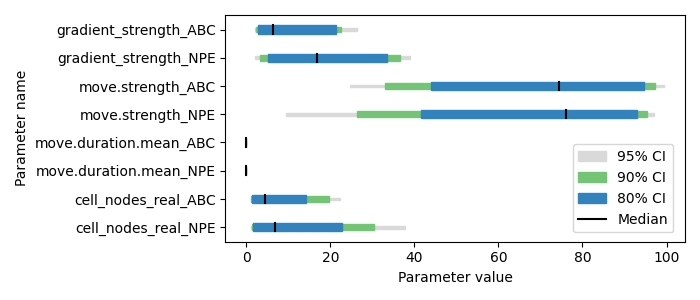 Parameter name
gradient_strength_ABC
gradient_strength_NPE
move.strength_ABC
move.strength_NPE
move.duration.mean_ABC
move.duration.mean_NPE
cell_nodes_real_ABC
cell_nodes_real_NPE
95% CI
90% CI
80% CI
Median
0 20 40 60 80 100
Parameter value